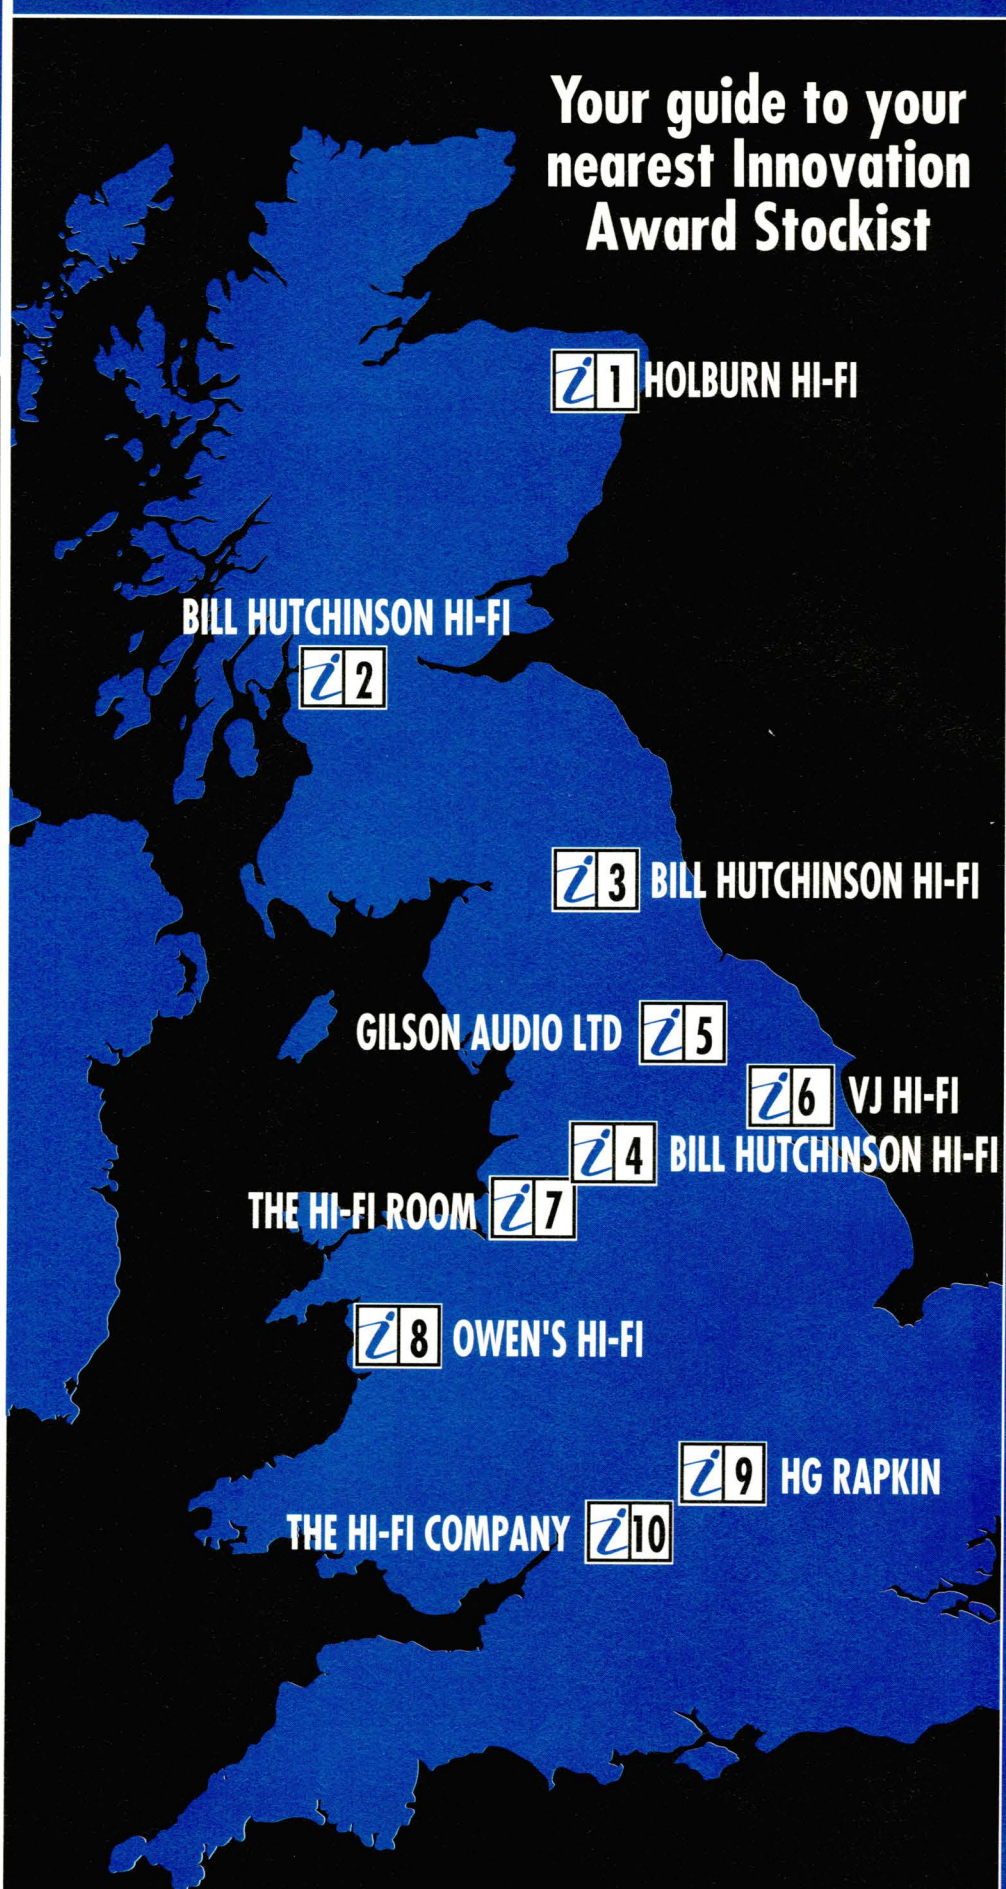 Your guide to your
nearest Innovation
Award Stockist
i 1 HOLBURN HI-FI
BILL HUTCHINSON HI-FI
i 2
i 3 BILL HUTCHINSON HI-FI
GILSON AUDIO LTD i 5
i 6 VJ HI-FI
i 4 BILL HUTCHINSON HI-FI
THE HI-FI ROOM i 7
i 8 OWEN'S HI-FI
i 9 HG RAPKIN
THE HI-FI COMPANY i 10